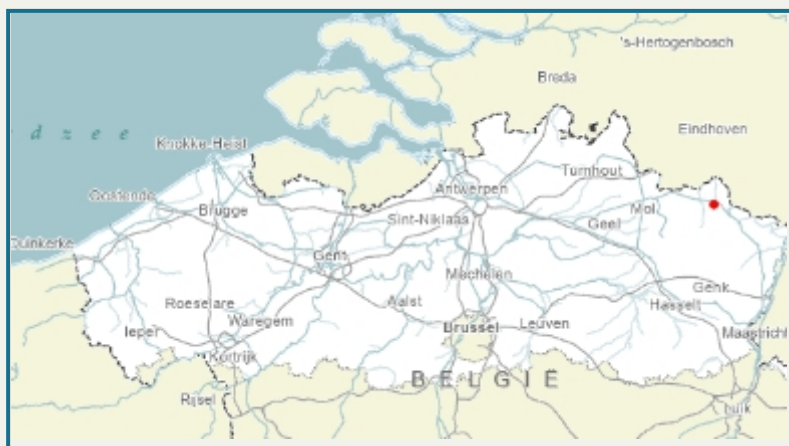 's-Hertogenbosch
Breda
Eindhoven
d z e e
Knokke-Heist
Turnhout
Antwerpen
Oostende
Brugge
Mol
Sint-Niklaas
Geel
Duinkerke
Gent
Mechelen
Genk
Roeselare
Aalst
Hasselt
Waregem
Brussel
Leuven
Ieper
Maastricht
Kortrijk
BELGIË
Rijsel
Luik